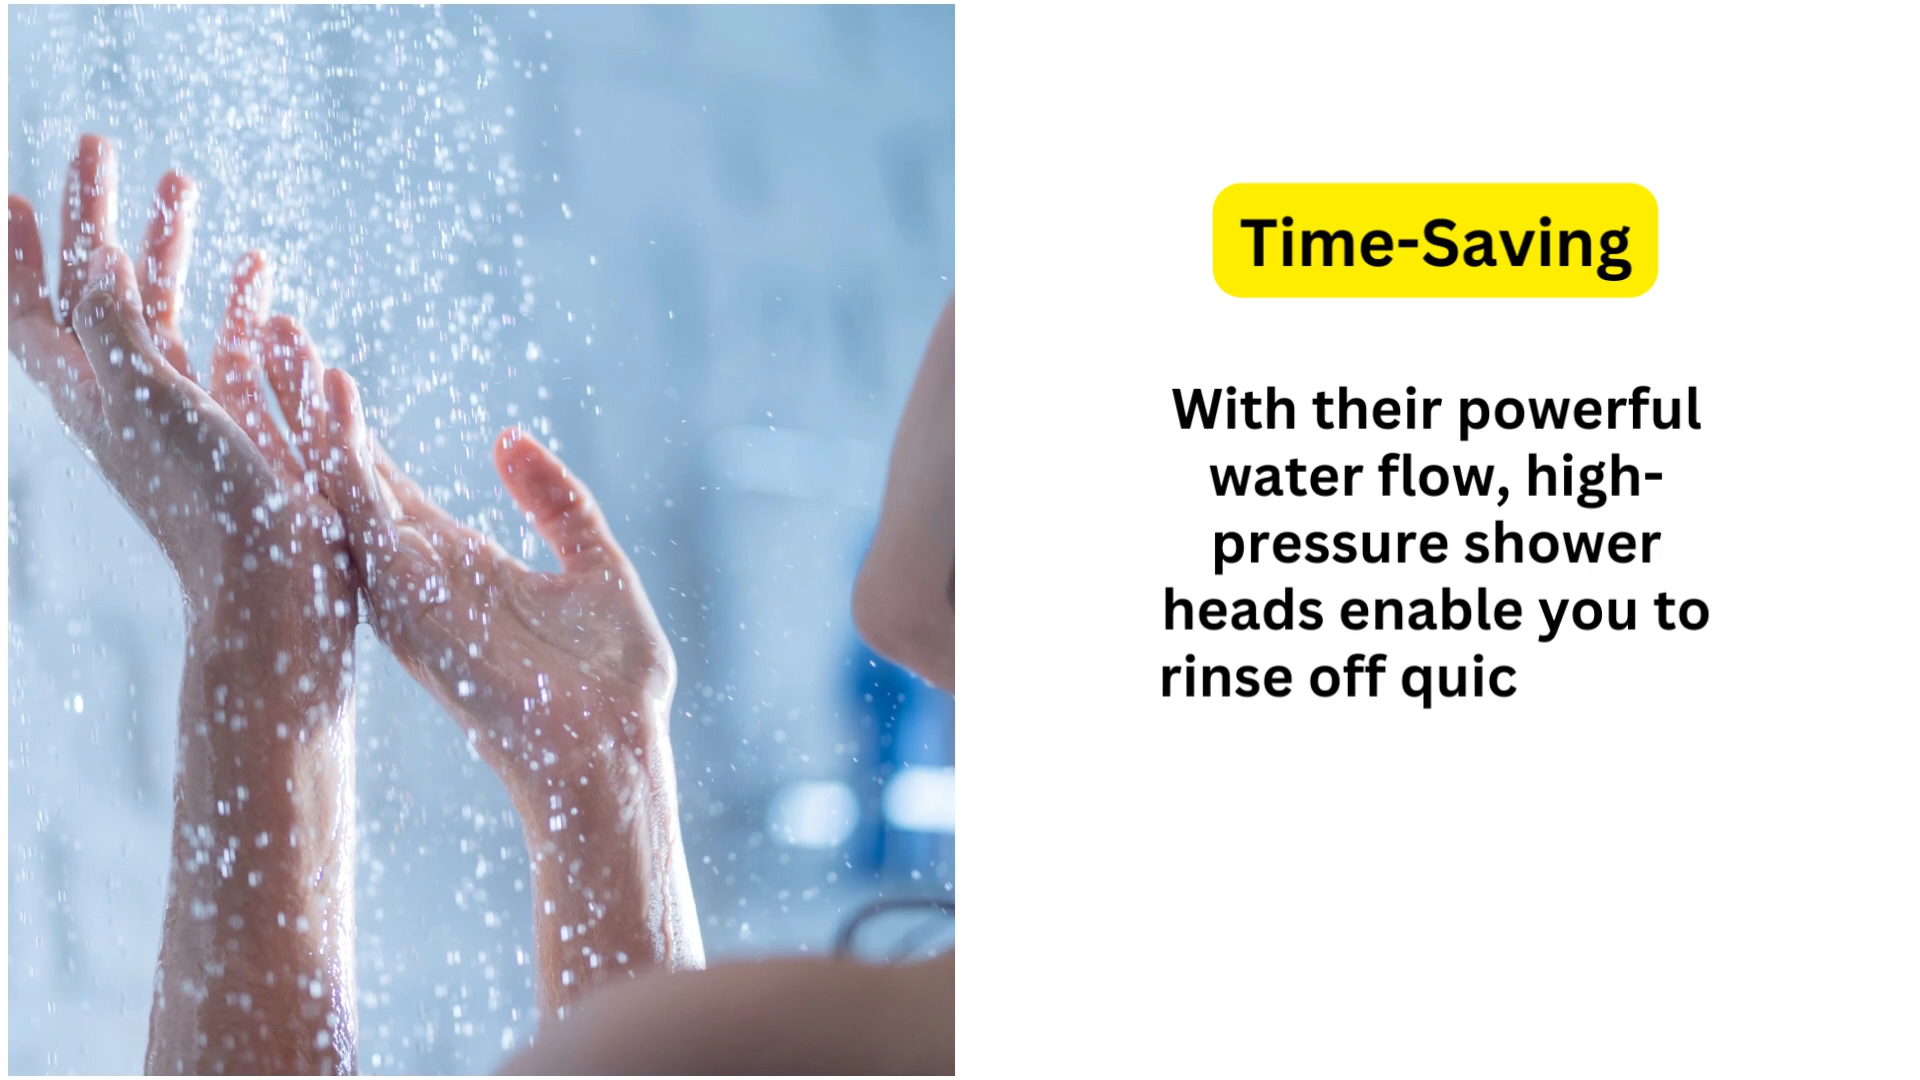 Time-Saving
With their powerful
water flow, high-
pressure shower
heads enable you to
rinse off quic